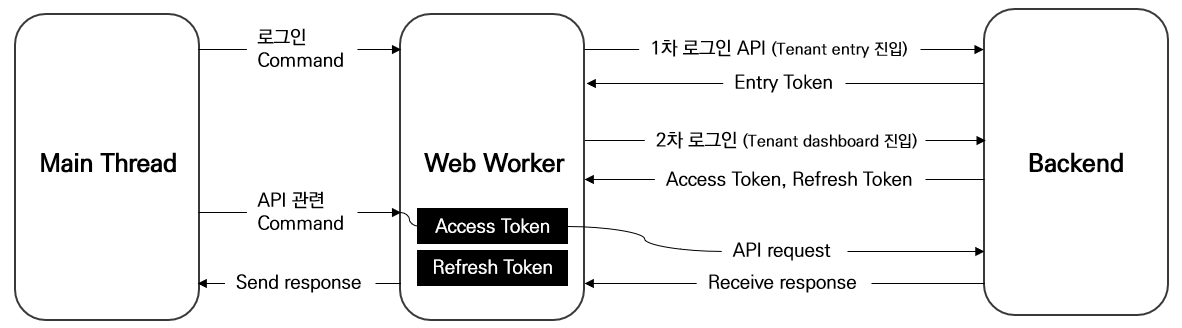 로그인
Command
1차 로그인 API (Tenant entry 진입)
Entry Token
2차 로그인 (Tenant dashboard 진입)
Main Thread
Web Worker
Backend
Access Token, Refresh Token
API 관련
Command
Access Token
API request
Refresh Token
Send response
Receive response